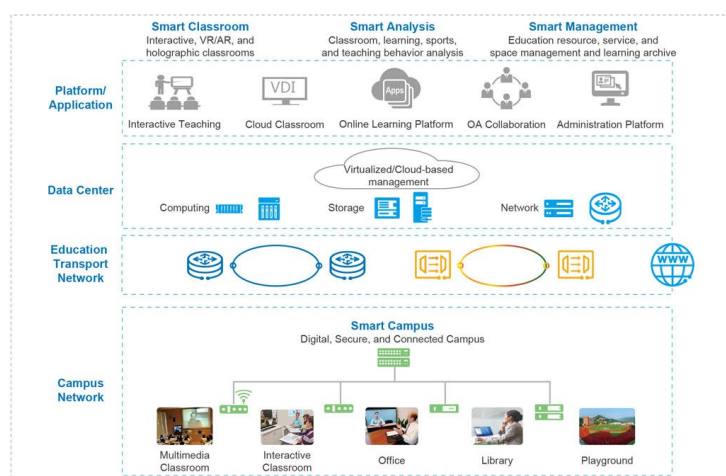 Smart Classroom
Interactive, VR/AR, and
holographic classrooms
Smart Analysis
Classroom, learning, sports,
and teaching behavior analysis
Smart Management
Education resource, service, and
space management and learning archive
Platform/
Application
VDI
Apps
Interactive Teaching
Cloud Classroom
Online Learning Platform
OA Collaboration
Administration Platform
Data Center
Virtualized/Cloud-based
management
Computing
Storage
Network
Education
Transport
Network
WWW
Smart Campus
Digital, Secure, and Connected Campus
Campus
Network
Multimedia
Classroom
Interactive
Classroom
Office
Library
Playground